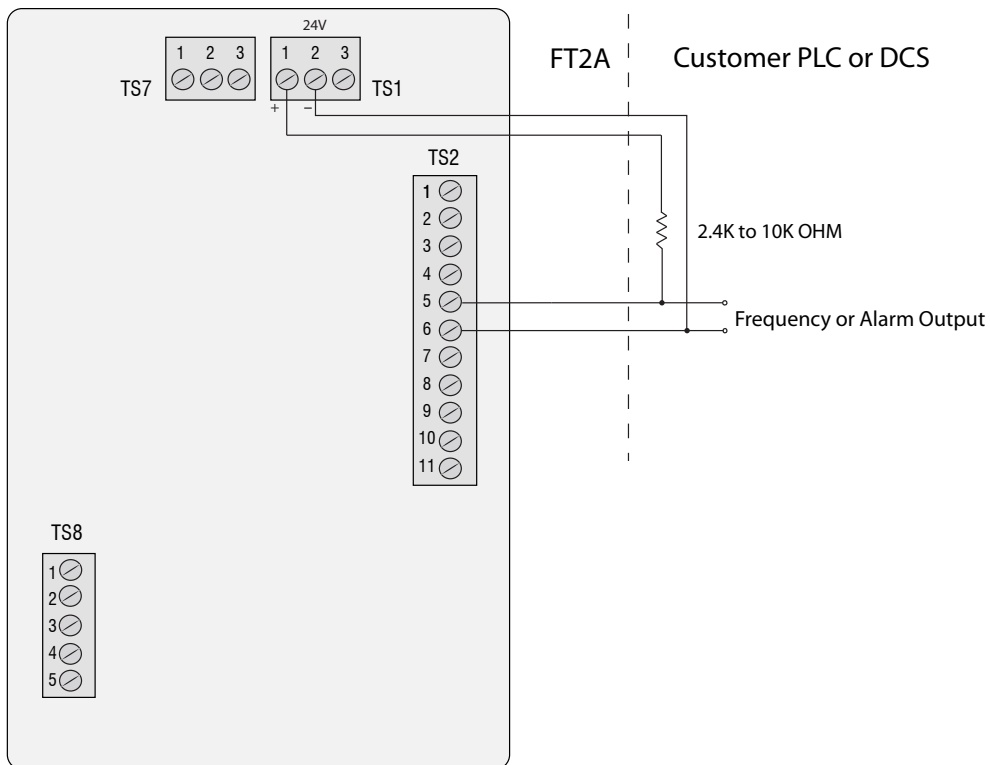 24V
1 2 3
1 2 3
TS7
TS1
+ −
FT2A
Customer PLC or DCS
TS2
1
2
3
4
5
6
7
8
9
10
11
2.4K to 10K OHM
Frequency or Alarm Output
TS8
1
2
3
4
5